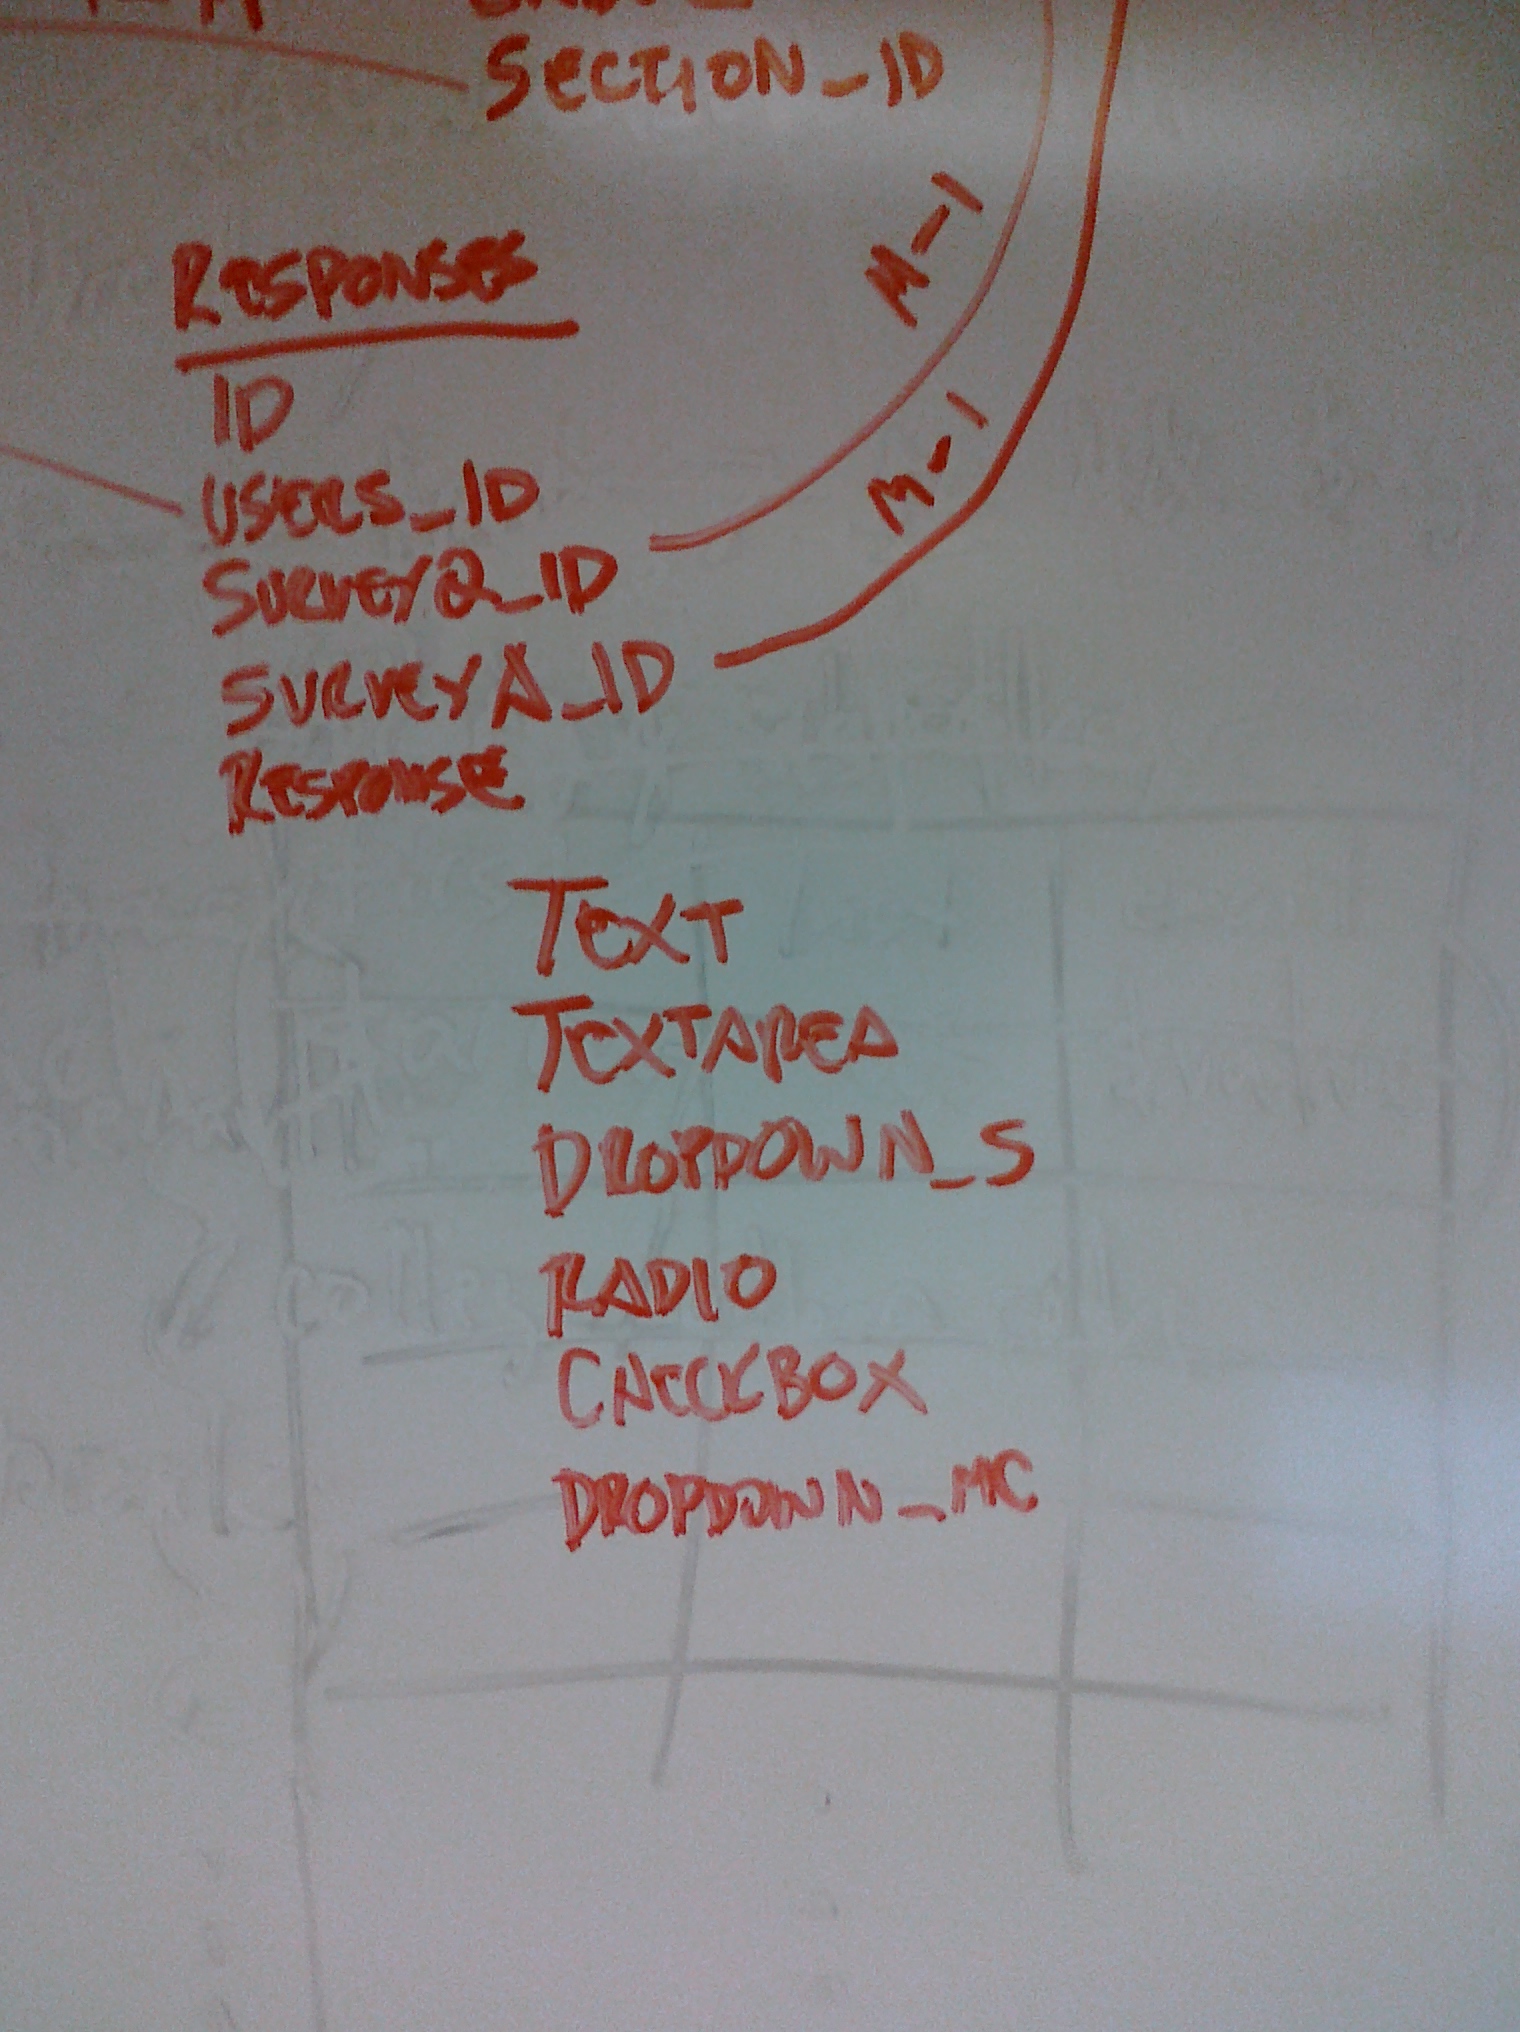 SECTION_ID
M-1
RESPONSES
ID
USERS_ID
M-1
SURVEYQ_ID
SURVEYA_ID
RESPONSE
TEXT
TEXTAREA
DROPDOWN_S
RADIO
CHECKBOX
DROPDOWN_MC